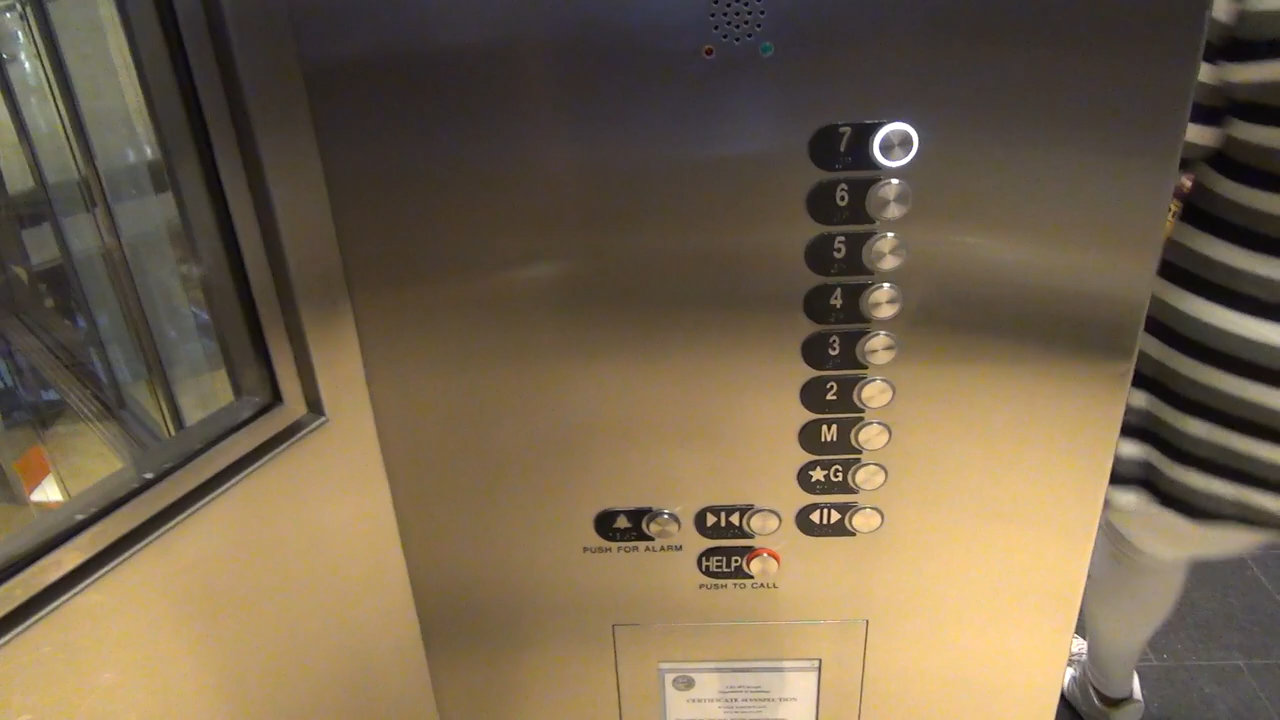 7
6
5
4
3
2
M
★G
PUSH FOR ALARM
HELP
PUSH TO CALL
CERTIFICATE OF INSPECTION